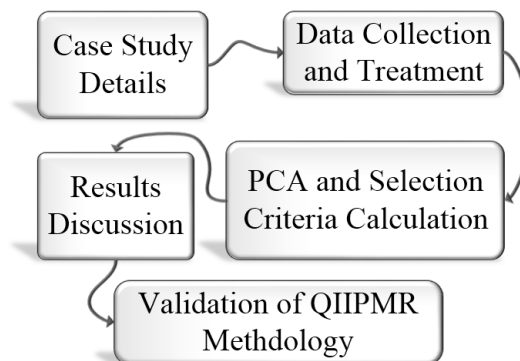 Case Study
Details
Data Collection
and Treatment
PCA and Selection
Criteria Calculation
Results
Discussion
Validation of QIIPMR
Methdology